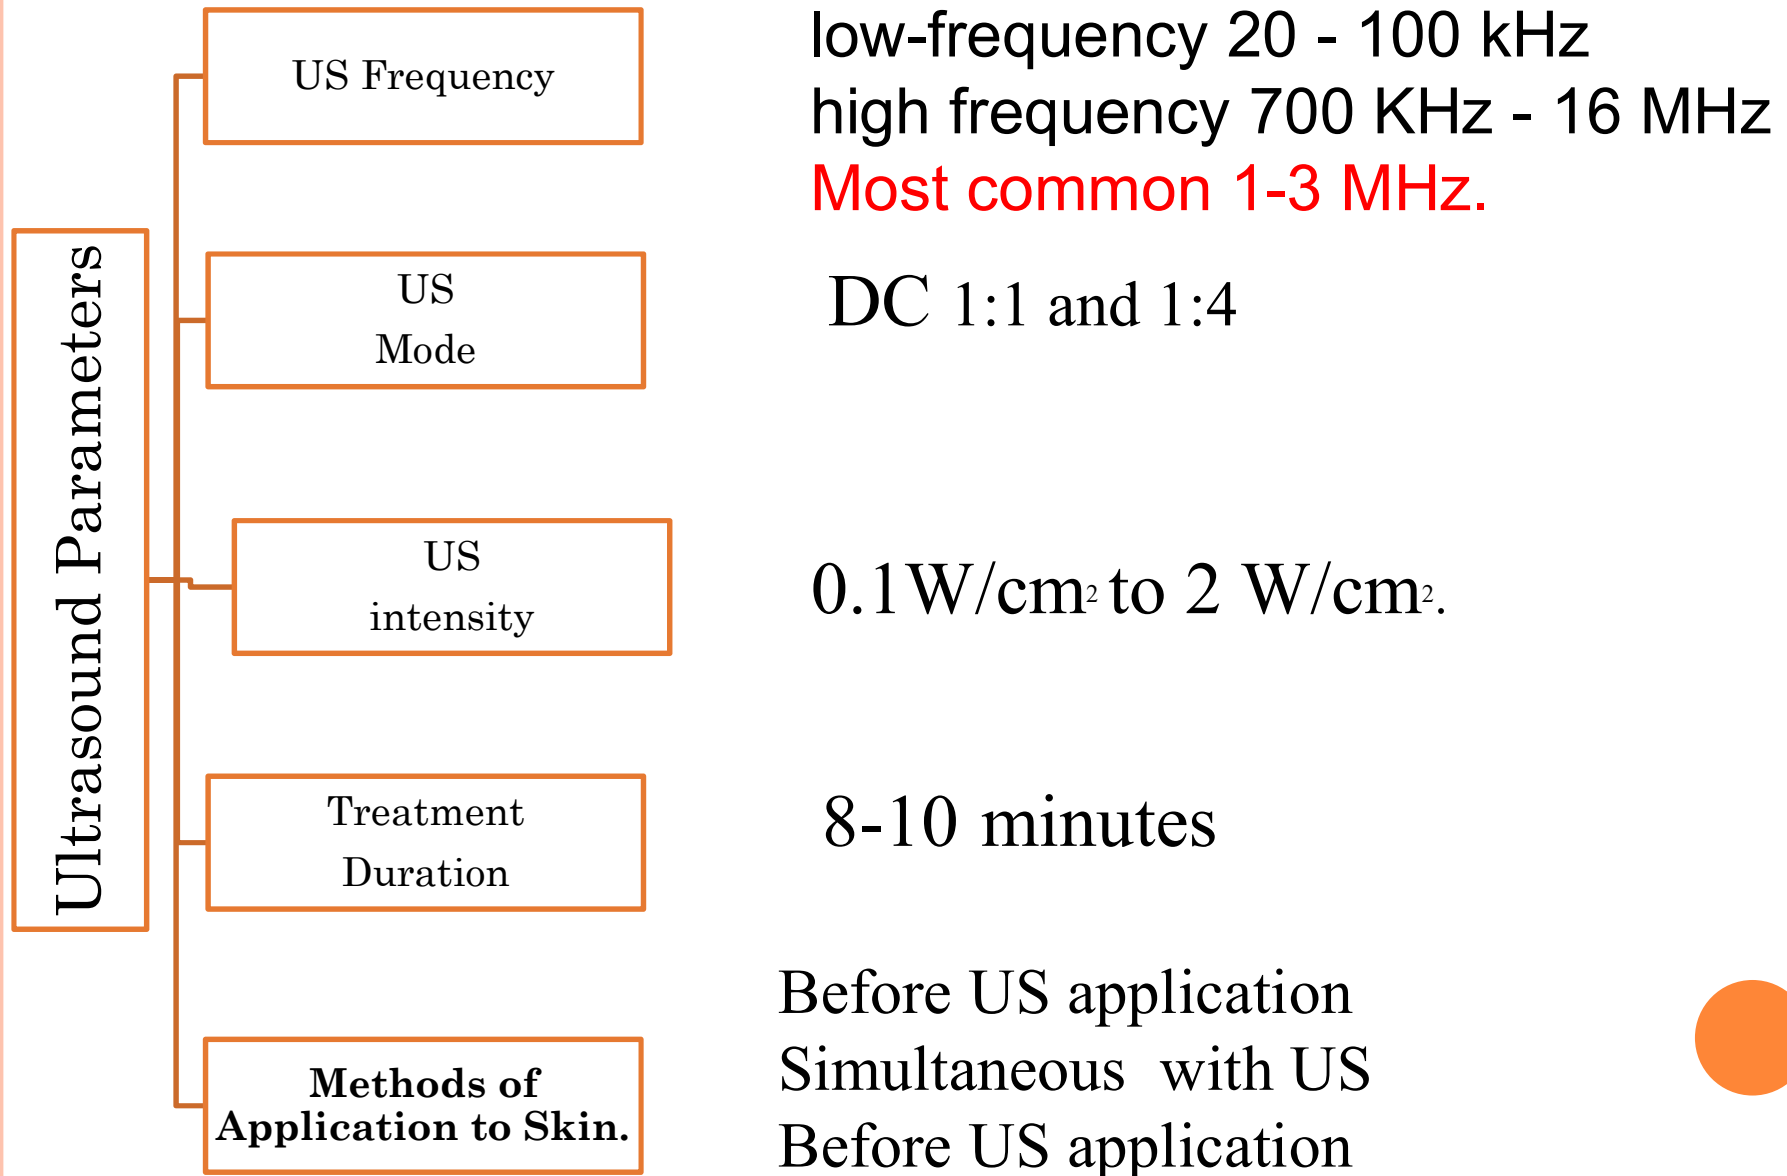 Ultrasound Parameters
US Frequency
low-frequency 20 - 100 kHz
high frequency 700 KHz - 16 MHz
Most common 1-3 MHz.
US
Mode
DC 1:1 and 1:4
US
intensity
0.1W/cm² to 2 W/cm².
Treatment
Duration
8-10 minutes
Methods of
Application to Skin.
Before US application
Simultaneous with US
Before US application